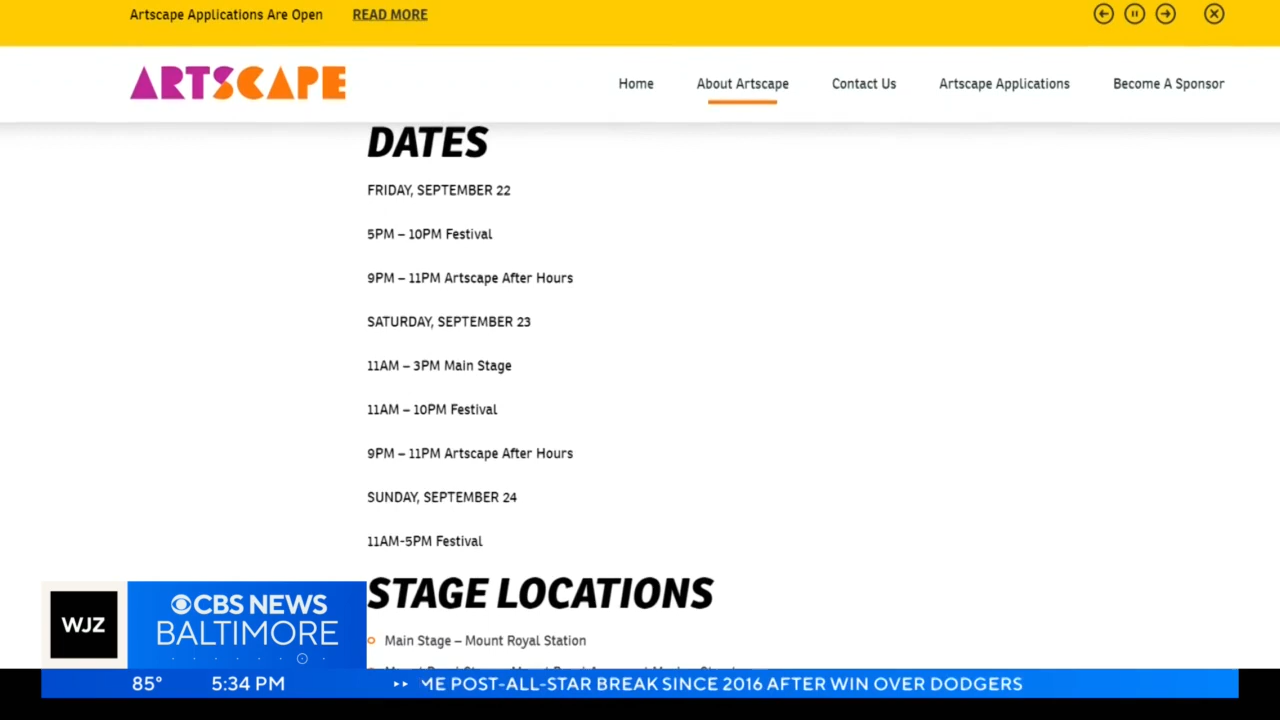 Artscape Applications Are Open READ MORE
ARTSCAPE
Home About Artscape Contact Us Artscape Applications Become A Sponsor
DATES
FRIDAY, SEPTEMBER 22
5PM – 10PM Festival
9PM – 11PM Artscape After Hours
SATURDAY, SEPTEMBER 23
11AM – 3PM Main Stage
11AM – 10PM Festival
9PM – 11PM Artscape After Hours
SUNDAY, SEPTEMBER 24
11AM-5PM Festival
STAGE LOCATIONS
Main Stage – Mount Royal Station
WJZ
CBS NEWS
BALTIMORE
85° 5:34 PM ME POST-ALL-STAR BREAK SINCE 2016 AFTER WIN OVER DODGERS